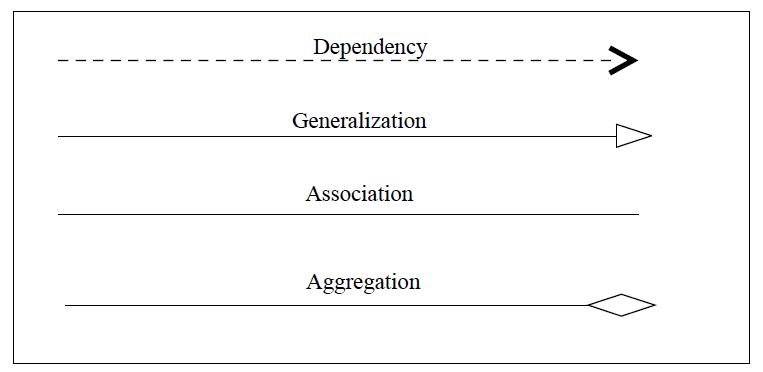 Dependency
Generalization
Association
Aggregation